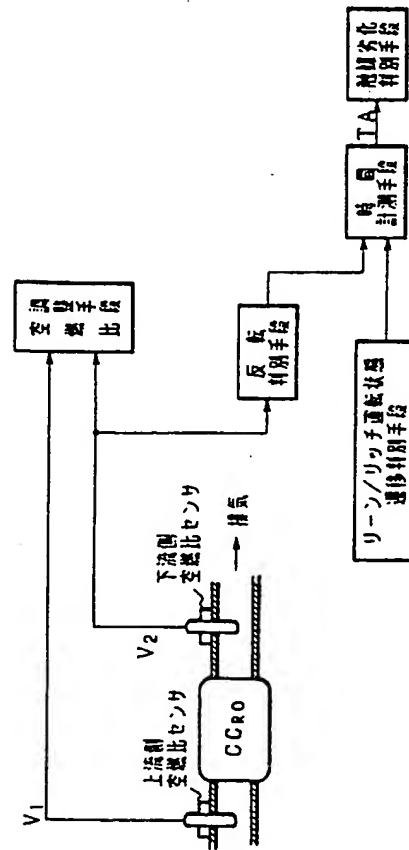 V1
上流側
空燃比センサ
CCRO
V2
下流側
空燃比センサ
排気
調整手段
空燃比
反転
判別手段
リーン/リッチ運転状態
遷移判別手段
時間
計測手段
TA
触媒劣化
判別手段